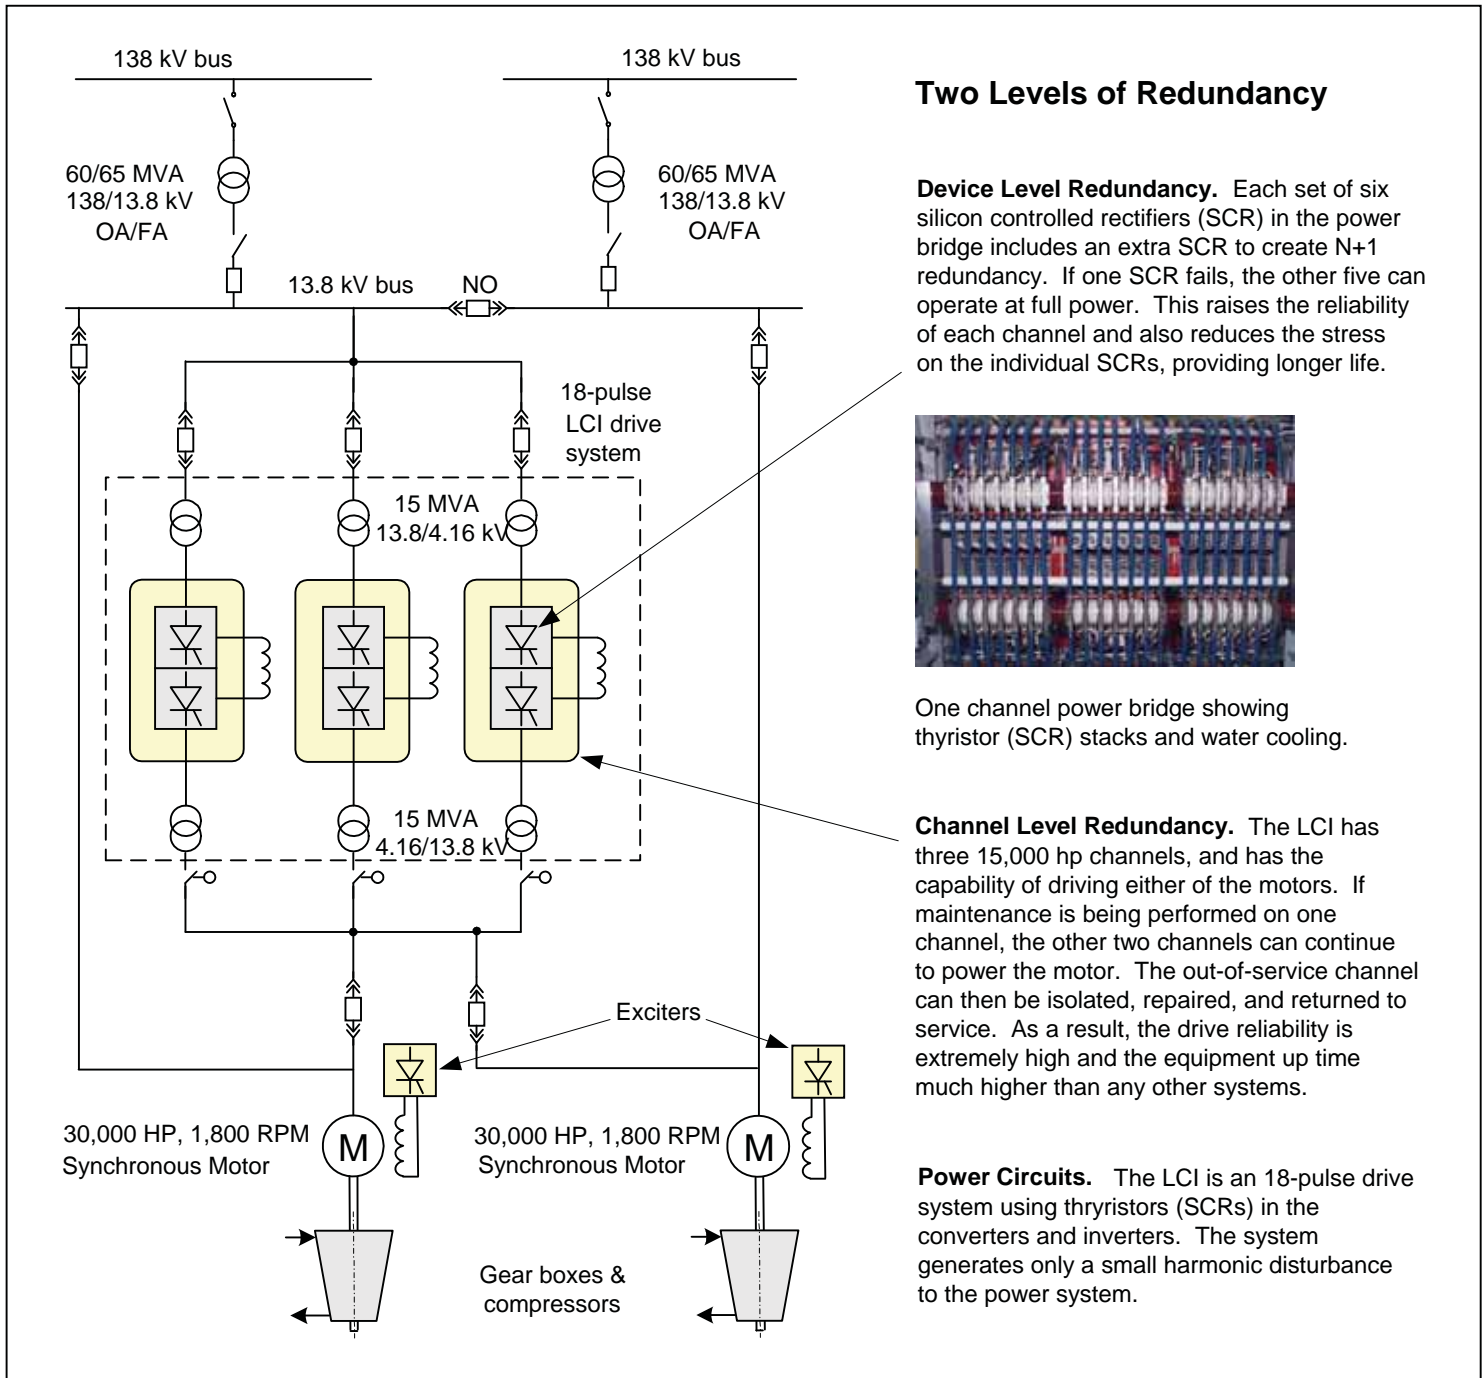 138 kV bus
138 kV bus
60/65 MVA
138/13.8 kV
OA/FA
60/65 MVA
138/13.8 kV
OA/FA
13.8 kV bus
NO
18-pulse
LCI drive
system
15 MVA
13.8/4.16 kV
15 MVA
4.16/13.8 kV
Exciters
30,000 HP, 1,800 RPM
Synchronous Motor
M
30,000 HP, 1,800 RPM
Synchronous Motor
M
Gear boxes &
compressors
Two Levels of Redundancy
Device Level Redundancy. Each set of six
silicon controlled rectifiers (SCR) in the power
bridge includes an extra SCR to create N+1
redundancy. If one SCR fails, the other five can
operate at full power. This raises the reliability
of each channel and also reduces the stress
on the individual SCRs, providing longer life.
One channel power bridge showing
thyristor (SCR) stacks and water cooling.
Channel Level Redundancy. The LCI has
three 15,000 hp channels, and has the
capability of driving either of the motors. If
maintenance is being performed on one
channel, the other two channels can continue
to power the motor. The out-of-service channel
can then be isolated, repaired, and returned to
service. As a result, the drive reliability is
extremely high and the equipment up time
much higher than any other systems.
Power Circuits. The LCI is an 18-pulse drive
system using thryristors (SCRs) in the
converters and inverters. The system
generates only a small harmonic disturbance
to the power system.